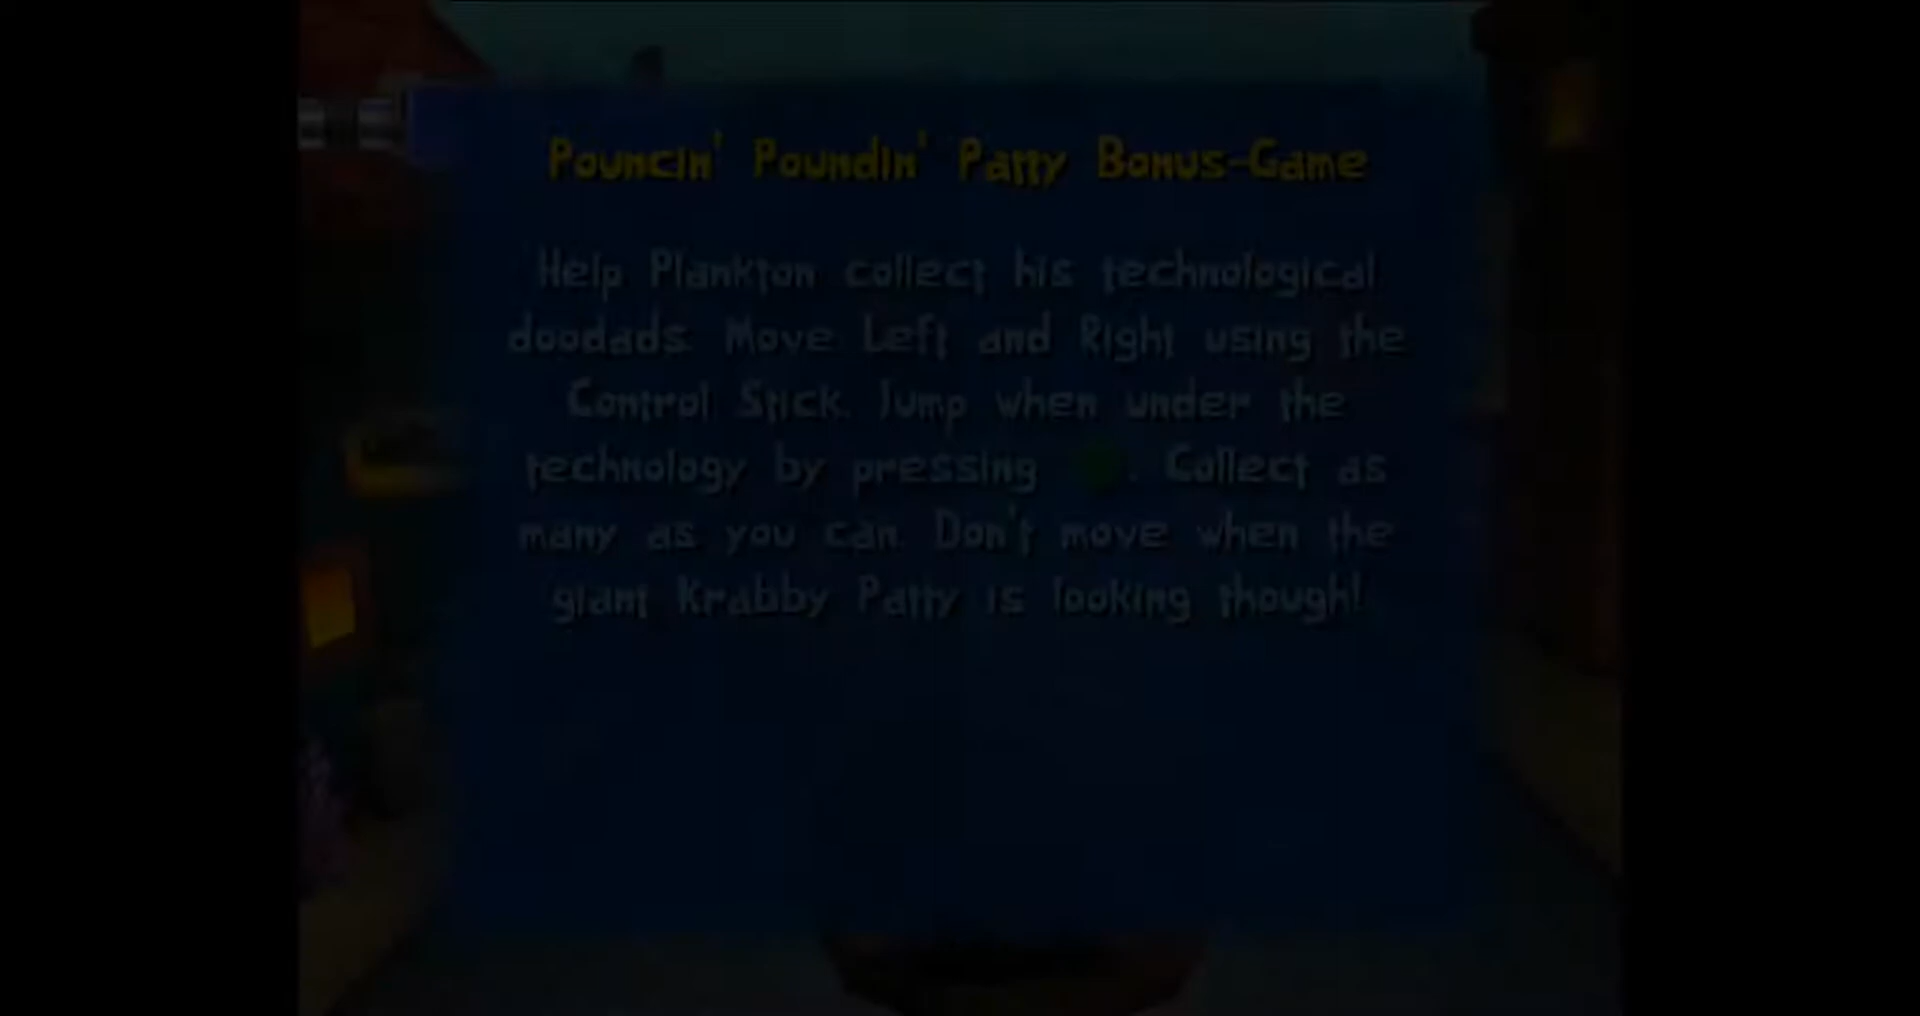 Pouncin' Poundin' Patty Bonus-Game
Help Plankton collect his technological
doodads. Move Left and Right using the
Control Stick. Jump when under the
technology by pressing . Collect as
many as you can. Don't move when the
giant Krabby Patty is looking though!